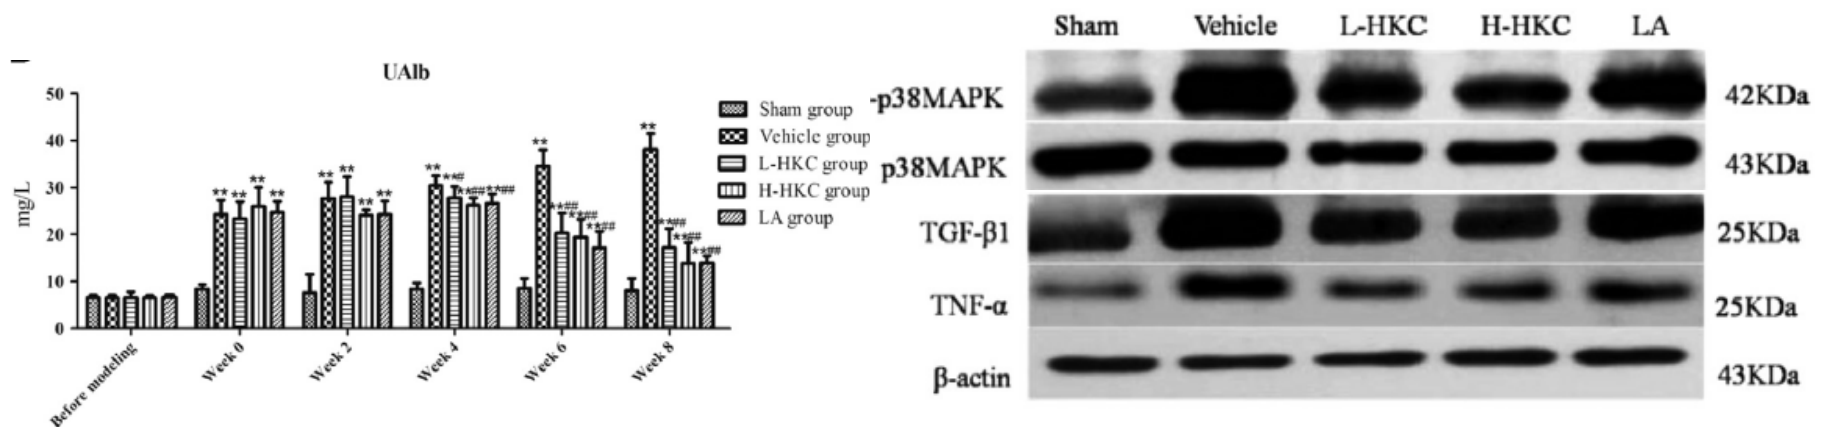 UAlb
50
40
30
20
10
0
mg/L
** ** ** **
** ** ** **
** **# **## **##
** **## **## **##
** **## **## **##
Before modeling
Week 0
Week 2
Week 4
Week 6
Week 8
Sham group
Vehicle group
L-HKC group
H-HKC group
LA group
Sham Vehicle L-HKC H-HKC LA
-p38MAPK 42KDa
p38MAPK 43KDa
TGF-β1 25KDa
TNF-α 25KDa
β-actin 43KDa